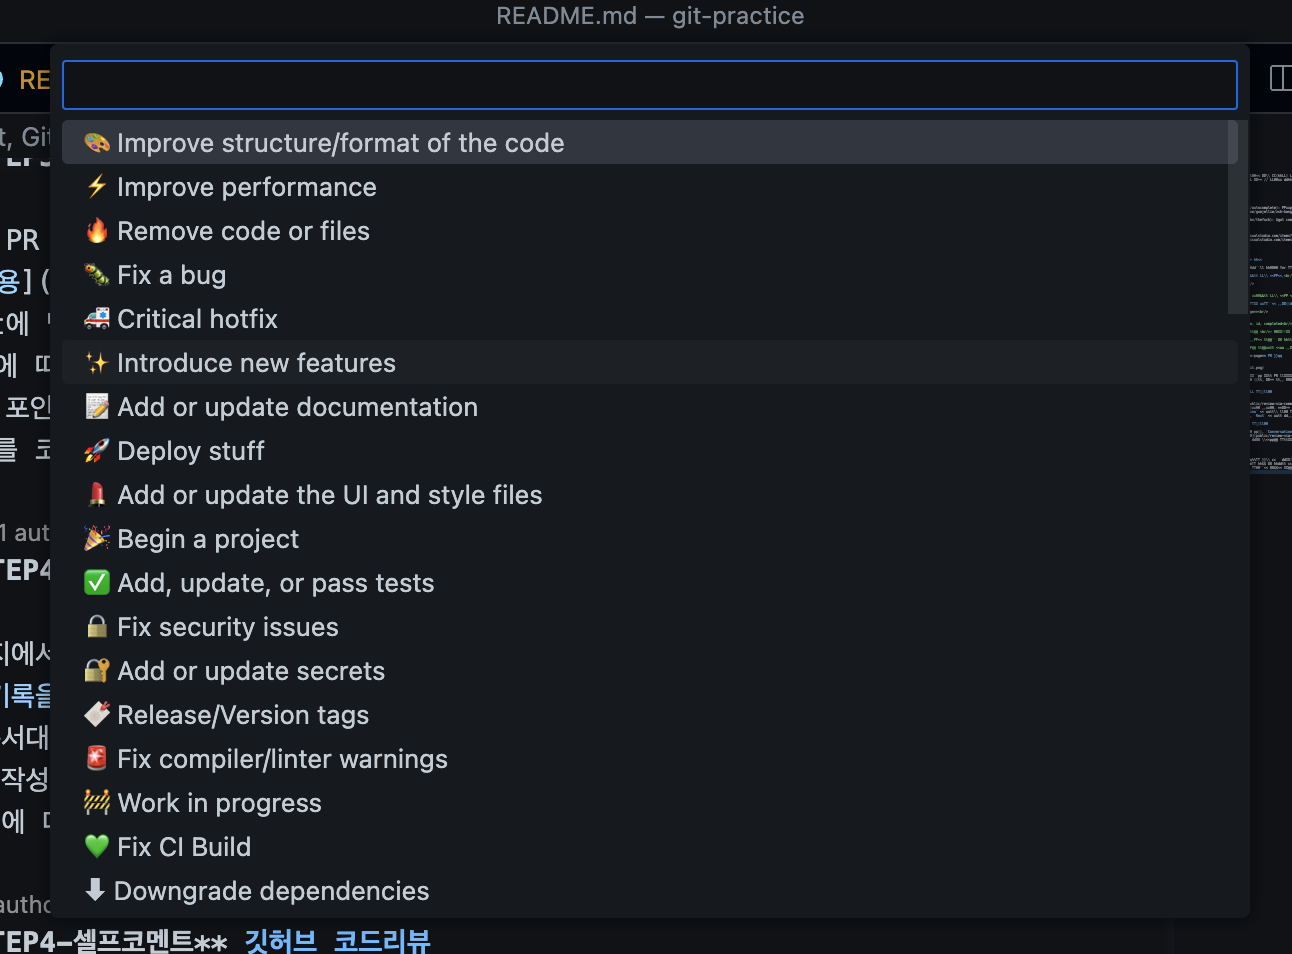 README.md — git-practice
RE
t, Git
🎨 Improve structure/format of the code
⚡ Improve performance
PR
🔥 Remove code or files
용](
🐛 Fix a bug
에
🚑 Critical hotfix
에
✨ Introduce new features
포인
📝 Add or update documentation
를 코
🚀 Deploy stuff
💄 Add or update the UI and style files
1 aut
🎉 Begin a project
TEP4
✅ Add, update, or pass tests
🔒 Fix security issues
지에서
🔐 Add or update secrets
기록을
🔖 Release/Version tags
서대
🚨 Fix compiler/linter warnings
작성
🚧 Work in progress
에
💚 Fix CI Build
⬇ Downgrade dependencies
autho
TEP4-셀프코멘트** 깃허브 코드리뷰